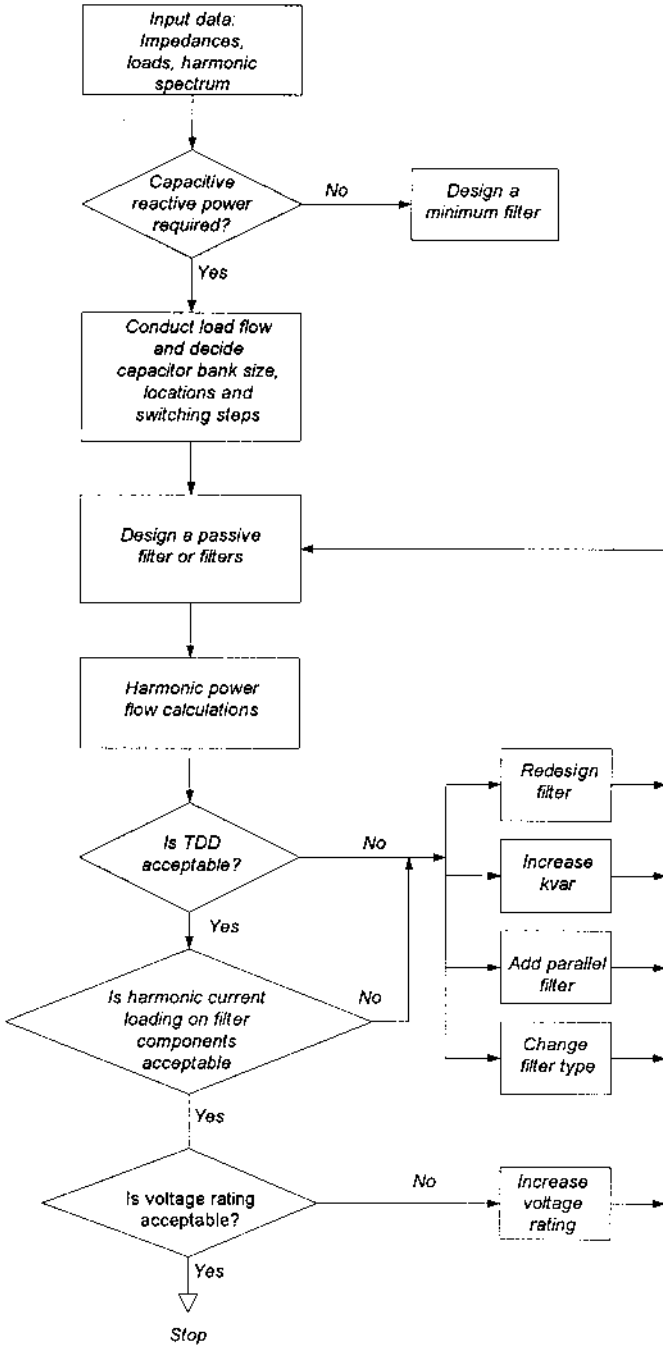 Input data:
Impedances,
loads, harmonic
spectrum
Capacitive
reactive power
required?
No
Design a
minimum filter
Yes
Conduct load flow
and decide
capacitor bank size,
locations and
switching steps
Design a passive
filter or filters
Harmonic power
flow calculations
Redesign
filter
Is TDD
acceptable?
No
Increase
kvar
Yes
Add parallel
filter
Is harmonic current
loading on filter
components
acceptable
No
Change
filter type
Yes
Is voltage rating
acceptable?
No
Increase
voltage
rating
Yes
Stop